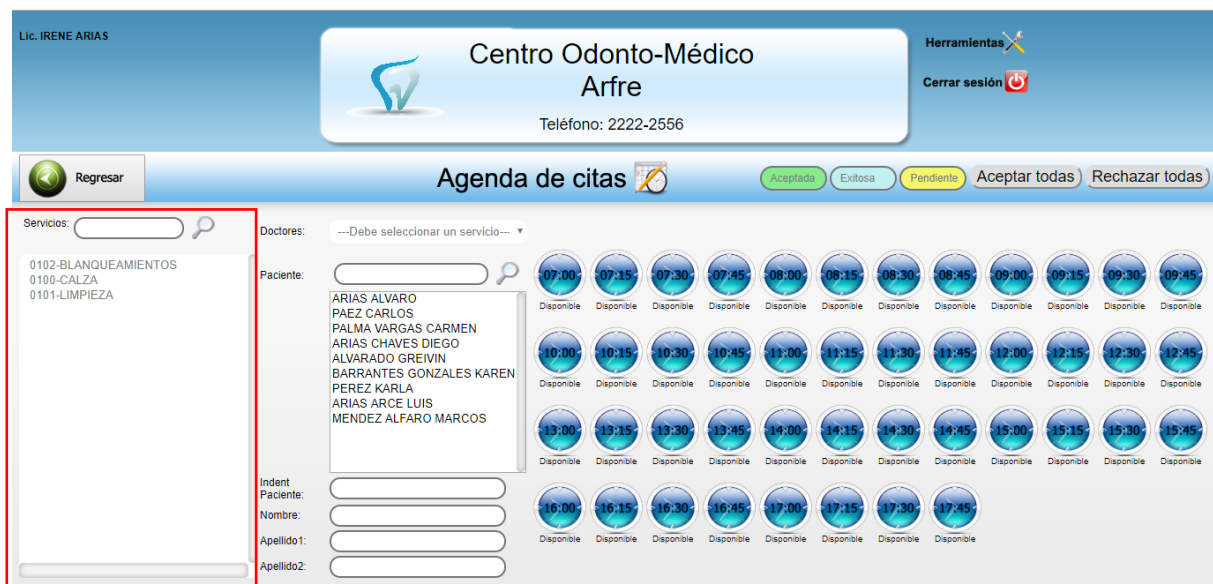 Lic. IRENE ARIAS
Centro Odonto-Médico
Arfre
Teléfono: 2222-2556
Herramientas
Cerrar sesión
Regresar
Agenda de citas
Aceptada
Exitosa
Pendiente
Aceptar todas
Rechazar todas
Servicios:
0102-BLANQUEAMIENTOS
0100-CALZA
0101-LIMPIEZA
Doctores:
---Debe seleccionar un servicio---
Paciente:
ARIAS ALVARO
PAEZ CARLOS
PALMA VARGAS CARMEN
ARIAS CHAVES DIEGO
ALVARADO GREIVIN
BARRANTES GONZALES KAREN
PEREZ KARLA
ARIAS ARCE LUIS
MENDEZ ALFARO MARCOS
Indent
Paciente:
Nombre:
Apellido1:
Apellido2:
07:00 07:15 07:30 07:45 08:00 08:15 08:30 08:45 09:00 09:15 09:30 09:45
Disponible Disponible Disponible Disponible Disponible Disponible Disponible Disponible Disponible Disponible Disponible Disponible
10:00 10:15 10:30 10:45 11:00 11:15 11:30 11:45 12:00 12:15 12:30 12:45
Disponible Disponible Disponible Disponible Disponible Disponible Disponible Disponible Disponible Disponible Disponible Disponible
13:00 13:15 13:30 13:45 14:00 14:15 14:30 14:45 15:00 15:15 15:30 15:45
Disponible Disponible Disponible Disponible Disponible Disponible Disponible Disponible Disponible Disponible Disponible Disponible
16:00 16:15 16:30 16:45 17:00 17:15 17:30 17:45
Disponible Disponible Disponible Disponible Disponible Disponible Disponible Disponible